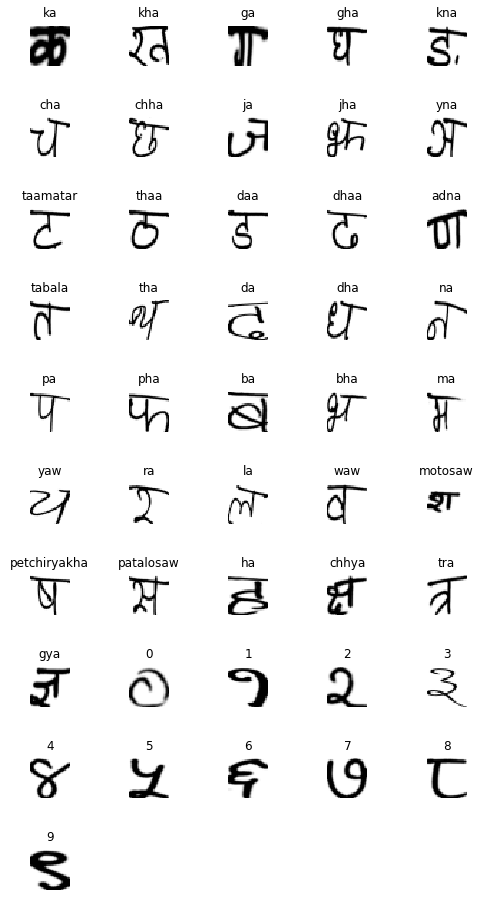 ka kha ga gha kna
क ख ग घ ङ
cha chha ja jha yna
च छ ज झ ञ
taamatar thaa daa dhaa adna
ट ठ ड ढ ण
tabala tha da dha na
त थ द ध न
pa pha ba bha ma
प फ ब भ म
yaw ra la waw motosaw
य र ल व श
petchiryakha patalosaw ha chhya tra
ष स ह क्ष त्र
gya 0 1 2 3
ज्ञ ० १ २ ३
4 5 6 7 8
४ ५ ६ ७ ८
9
९